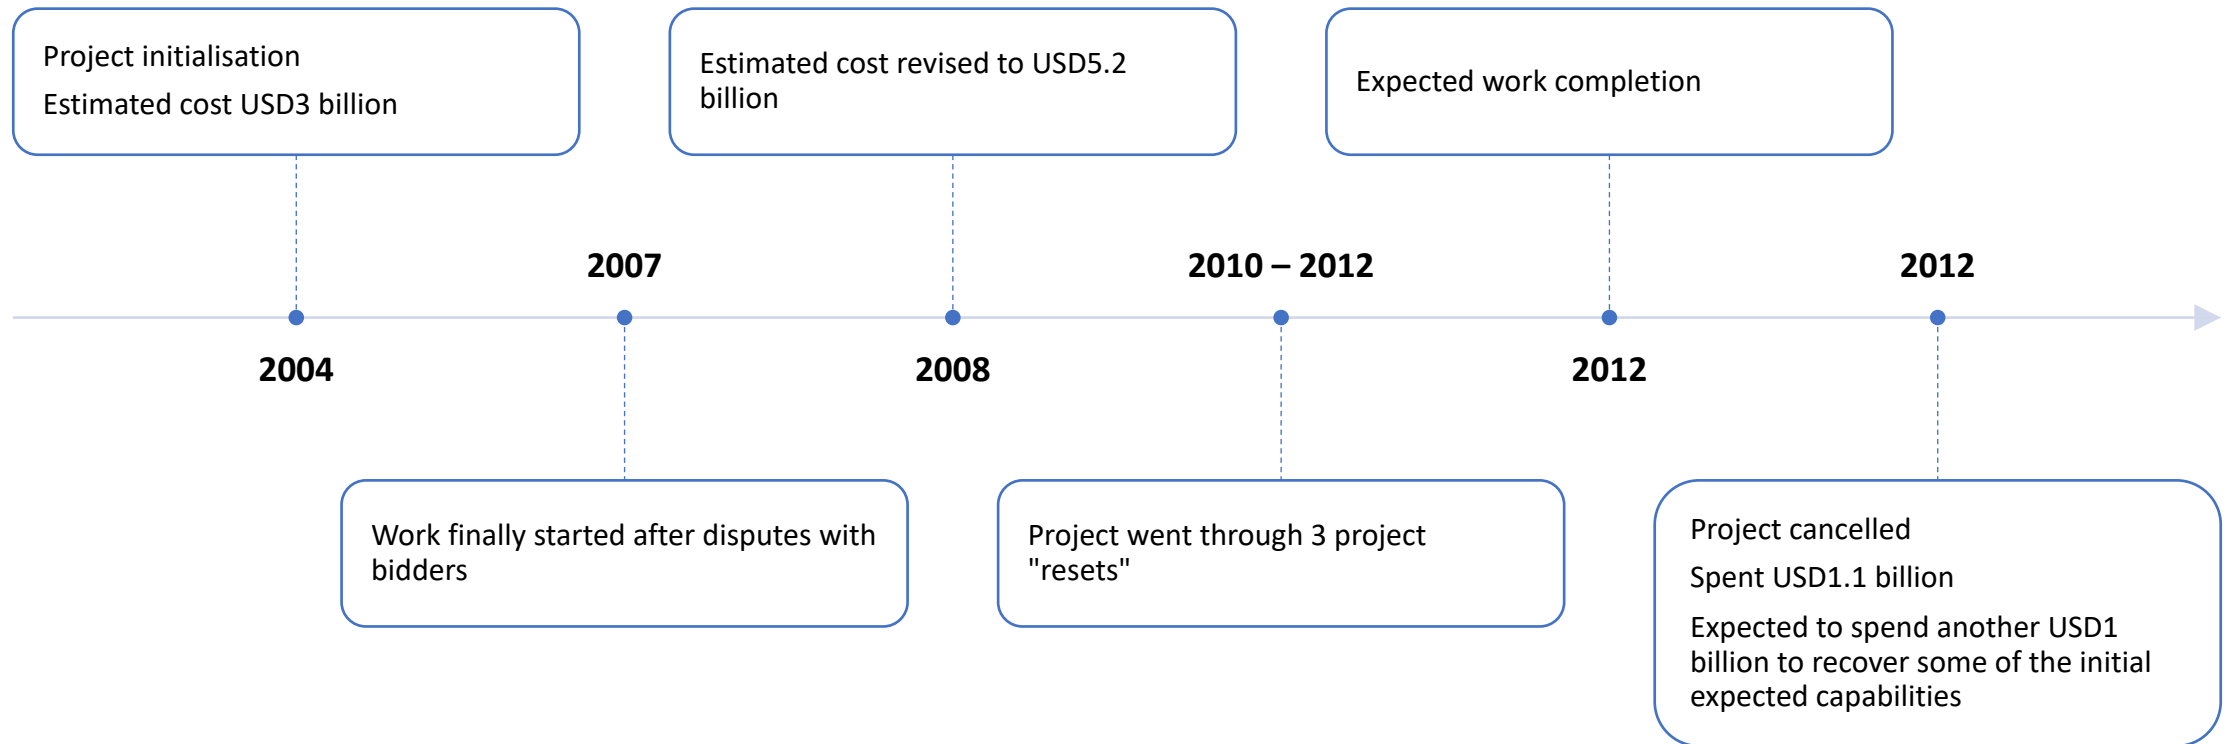 Project initialisation
Estimated cost USD3 billion
Estimated cost revised to USD5.2
billion
Expected work completion
2007
2010 – 2012
2012
2004
2008
2012
Work finally started after disputes with
bidders
Project went through 3 project
"resets"
Project cancelled
Spent USD1.1 billion
Expected to spend another USD1
billion to recover some of the initial
expected capabilities